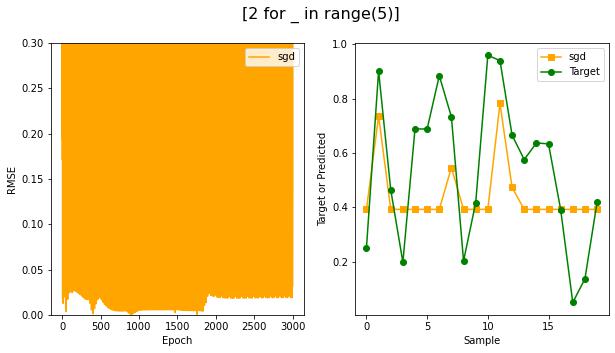 [2 for _ in range(5)]
0.30
0.25
0.20
0.15
0.10
0.05
0.00
RMSE
0 500 1000 1500 2000 2500 3000
Epoch
sgd
1.0
0.8
0.6
0.4
0.2
Target or Predicted
0 5 10 15
Sample
sgd
Target